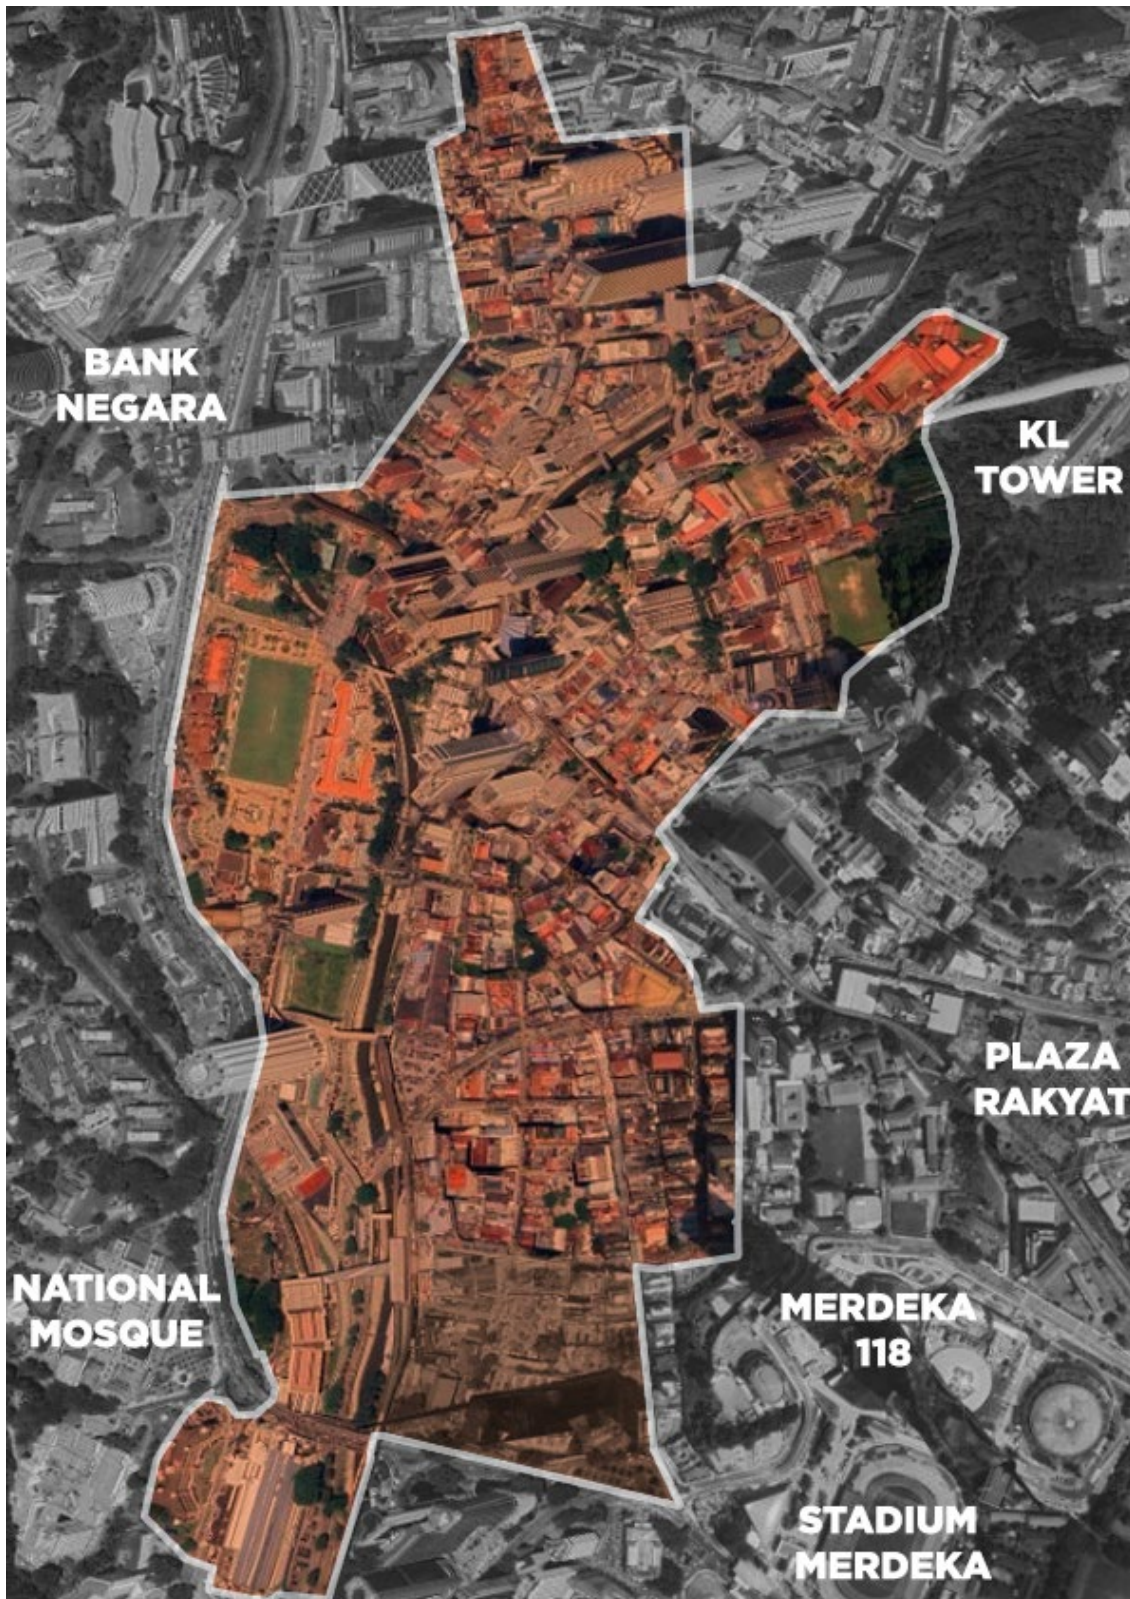 BANK
NEGARA
KL
TOWER
PLAZA
RAKYAT
NATIONAL
MOSQUE
MERDEKA
118
STADIUM
MERDEKA